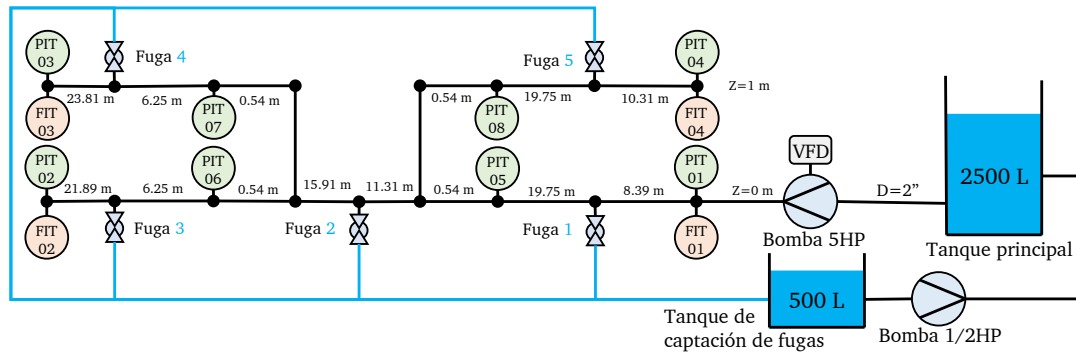 PIT
03
Fuga 4
Fuga 5
PIT
04
23.81 m
6.25 m
0.54 m
0.54 m
19.75 m
10.31 m
Z=1 m
FIT
03
PIT
07
PIT
08
FIT
04
VFD
PIT
02
PIT
06
PIT
05
PIT
01
2500 L
21.89 m
6.25 m
0.54 m
15.91 m
11.31 m
0.54 m
19.75 m
8.39 m
Z=0 m
D=2”
FIT
02
Fuga 3
Fuga 2
Fuga 1
FIT
01
Bomba 5HP
Tanque principal
500 L
Tanque de
captación de fugas
Bomba 1/2HP